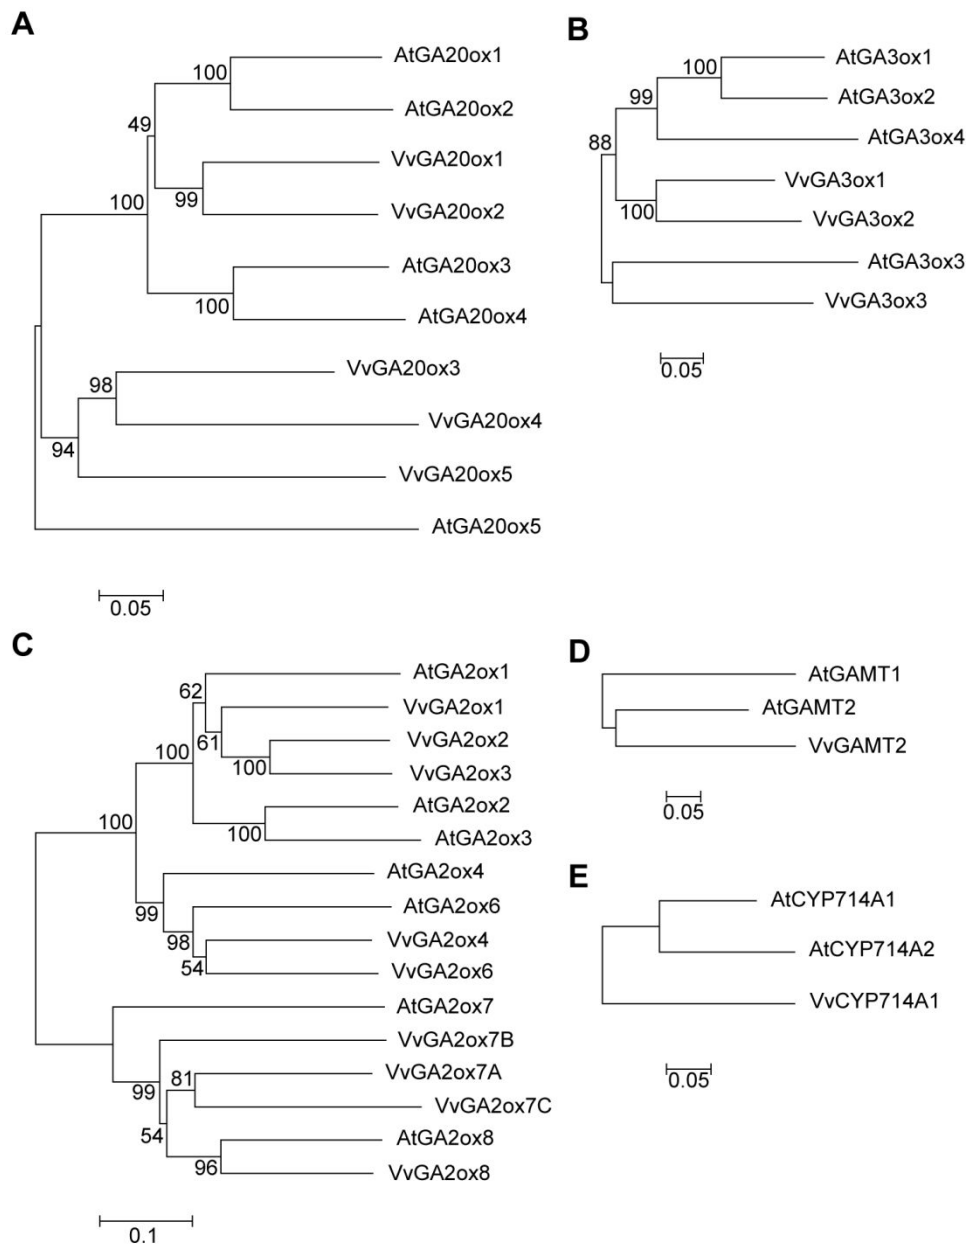 A
AtGA20ox1
100
AtGA20ox2
49
VvGA20ox1
99
VvGA20ox2
100
AtGA20ox3
100
AtGA20ox4
VvGA20ox3
98
VvGA20ox4
94
VvGA20ox5
AtGA20ox5
0.05
B
AtGA3ox1
100
AtGA3ox2
99
AtGA3ox4
88
VvGA3ox1
100
VvGA3ox2
AtGA3ox3
VvGA3ox3
0.05
C
AtGA2ox1
62
VvGA2ox1
61
VvGA2ox2
100
VvGA2ox3
100
AtGA2ox2
100
AtGA2ox3
100
AtGA2ox4
99
AtGA2ox6
98
VvGA2ox4
54
VvGA2ox6
AtGA2ox7
VvGA2ox7B
99
VvGA2ox7A
81
VvGA2ox7C
54
AtGA2ox8
96
VvGA2ox8
0.1
D
AtGAMT1
AtGAMT2
VvGAMT2
0.05
E
AtCYP714A1
AtCYP714A2
VvCYP714A1
0.05